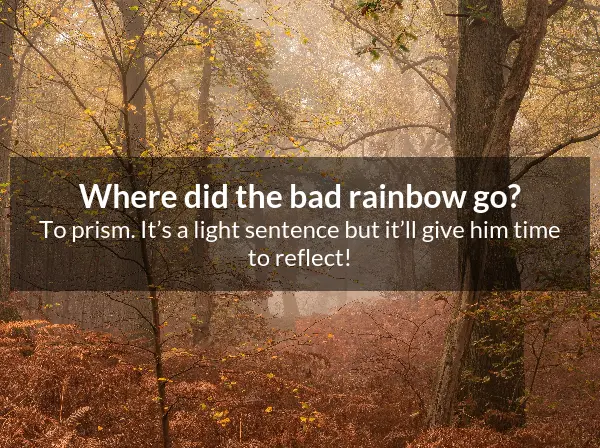 Where did the bad rainbow go?
To prism. It’s a light sentence but it’ll give him time
to reflect!